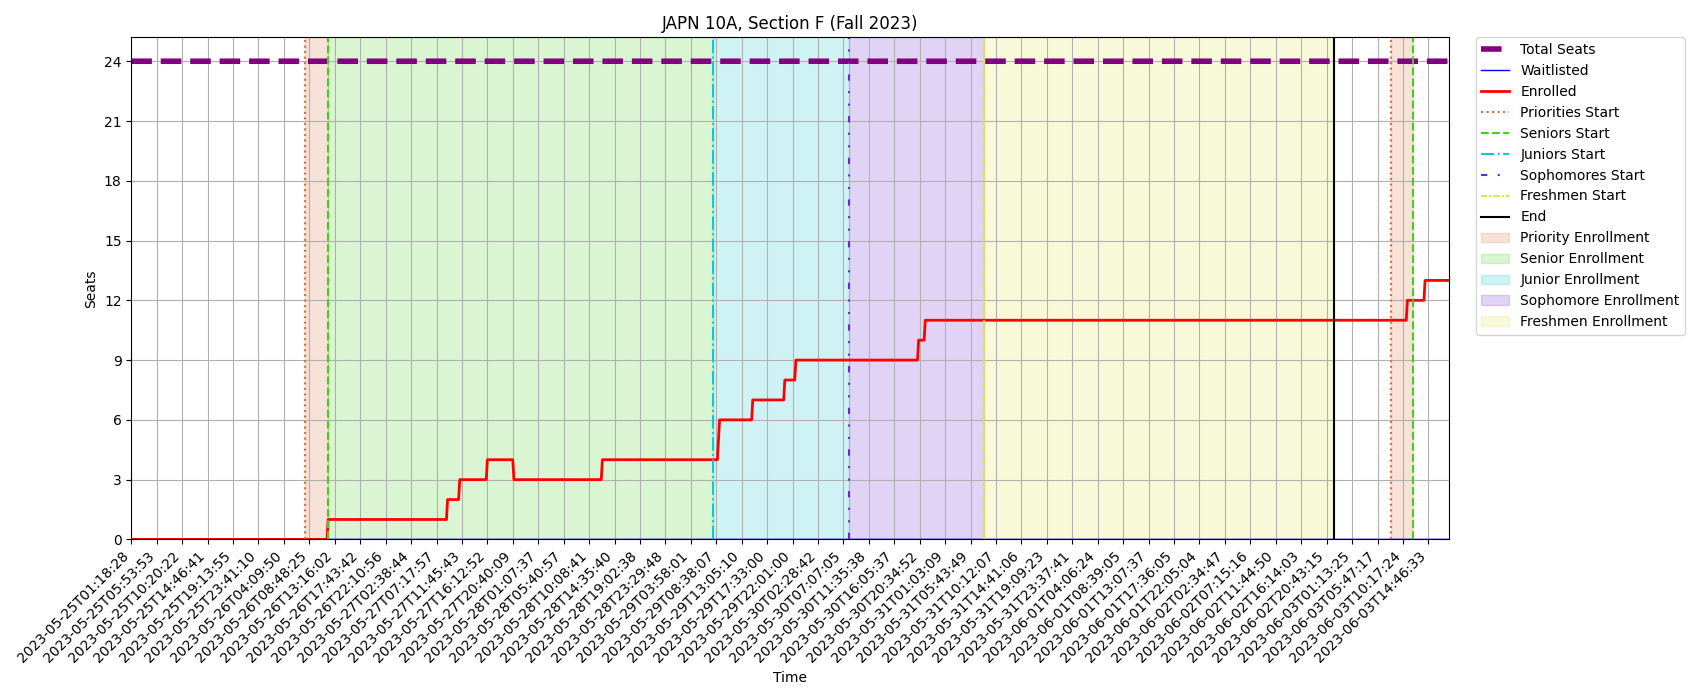 JAPN 10A, Section F (Fall 2023)
Seats
24
21
18
15
12
9
6
3
0
2023-05-25T01:18:28
2023-05-25T05:53:53
2023-05-25T10:20:22
2023-05-25T14:46:41
2023-05-25T19:13:55
2023-05-25T23:41:10
2023-05-26T04:09:50
2023-05-26T08:48:25
2023-05-26T13:16:02
2023-05-26T17:43:42
2023-05-26T22:10:56
2023-05-27T02:38:44
2023-05-27T07:17:57
2023-05-27T11:45:43
2023-05-27T16:12:52
2023-05-27T20:40:09
2023-05-28T01:07:37
2023-05-28T05:40:57
2023-05-28T10:08:41
2023-05-28T14:35:40
2023-05-28T19:02:38
2023-05-28T23:29:48
2023-05-29T03:58:01
2023-05-29T08:38:07
2023-05-29T13:05:10
2023-05-29T17:33:00
2023-05-29T22:01:00
2023-05-30T02:28:42
2023-05-30T07:07:05
2023-05-30T11:35:38
2023-05-30T16:05:37
2023-05-30T20:34:52
2023-05-31T01:03:09
2023-05-31T05:43:49
2023-05-31T10:12:07
2023-05-31T14:41:06
2023-05-31T19:09:23
2023-05-31T23:37:41
2023-06-01T04:06:24
2023-06-01T08:39:05
2023-06-01T13:07:37
2023-06-01T17:36:05
2023-06-01T22:05:04
2023-06-02T02:34:47
2023-06-02T07:15:16
2023-06-02T11:44:50
2023-06-02T16:14:03
2023-06-02T20:43:15
2023-06-03T01:13:25
2023-06-03T05:47:17
2023-06-03T10:17:24
2023-06-03T14:46:33
Time
Total Seats
Waitlisted
Enrolled
Priorities Start
Seniors Start
Juniors Start
Sophomores Start
Freshmen Start
End
Priority Enrollment
Senior Enrollment
Junior Enrollment
Sophomore Enrollment
Freshmen Enrollment